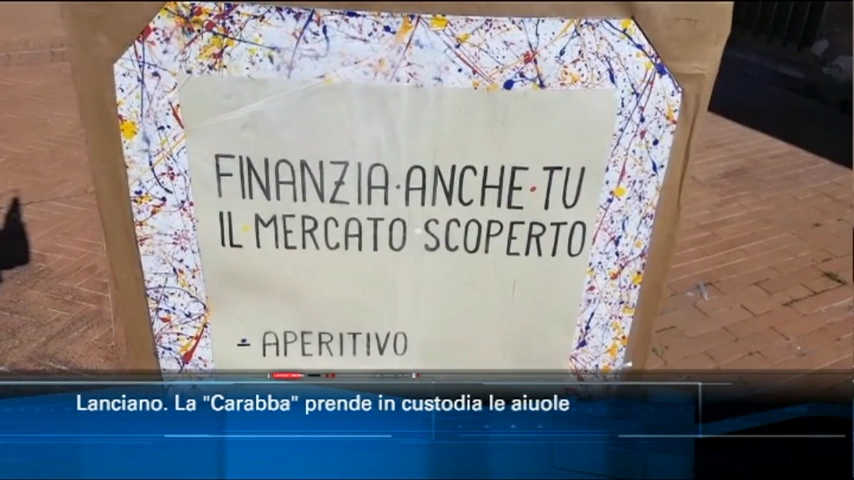 FINANZIA·ANCHE·TU
IL·MERCATO·SCOPERTO
- APERITIVO
Lanciano. La "Carabba" prende in custodia le aiuole